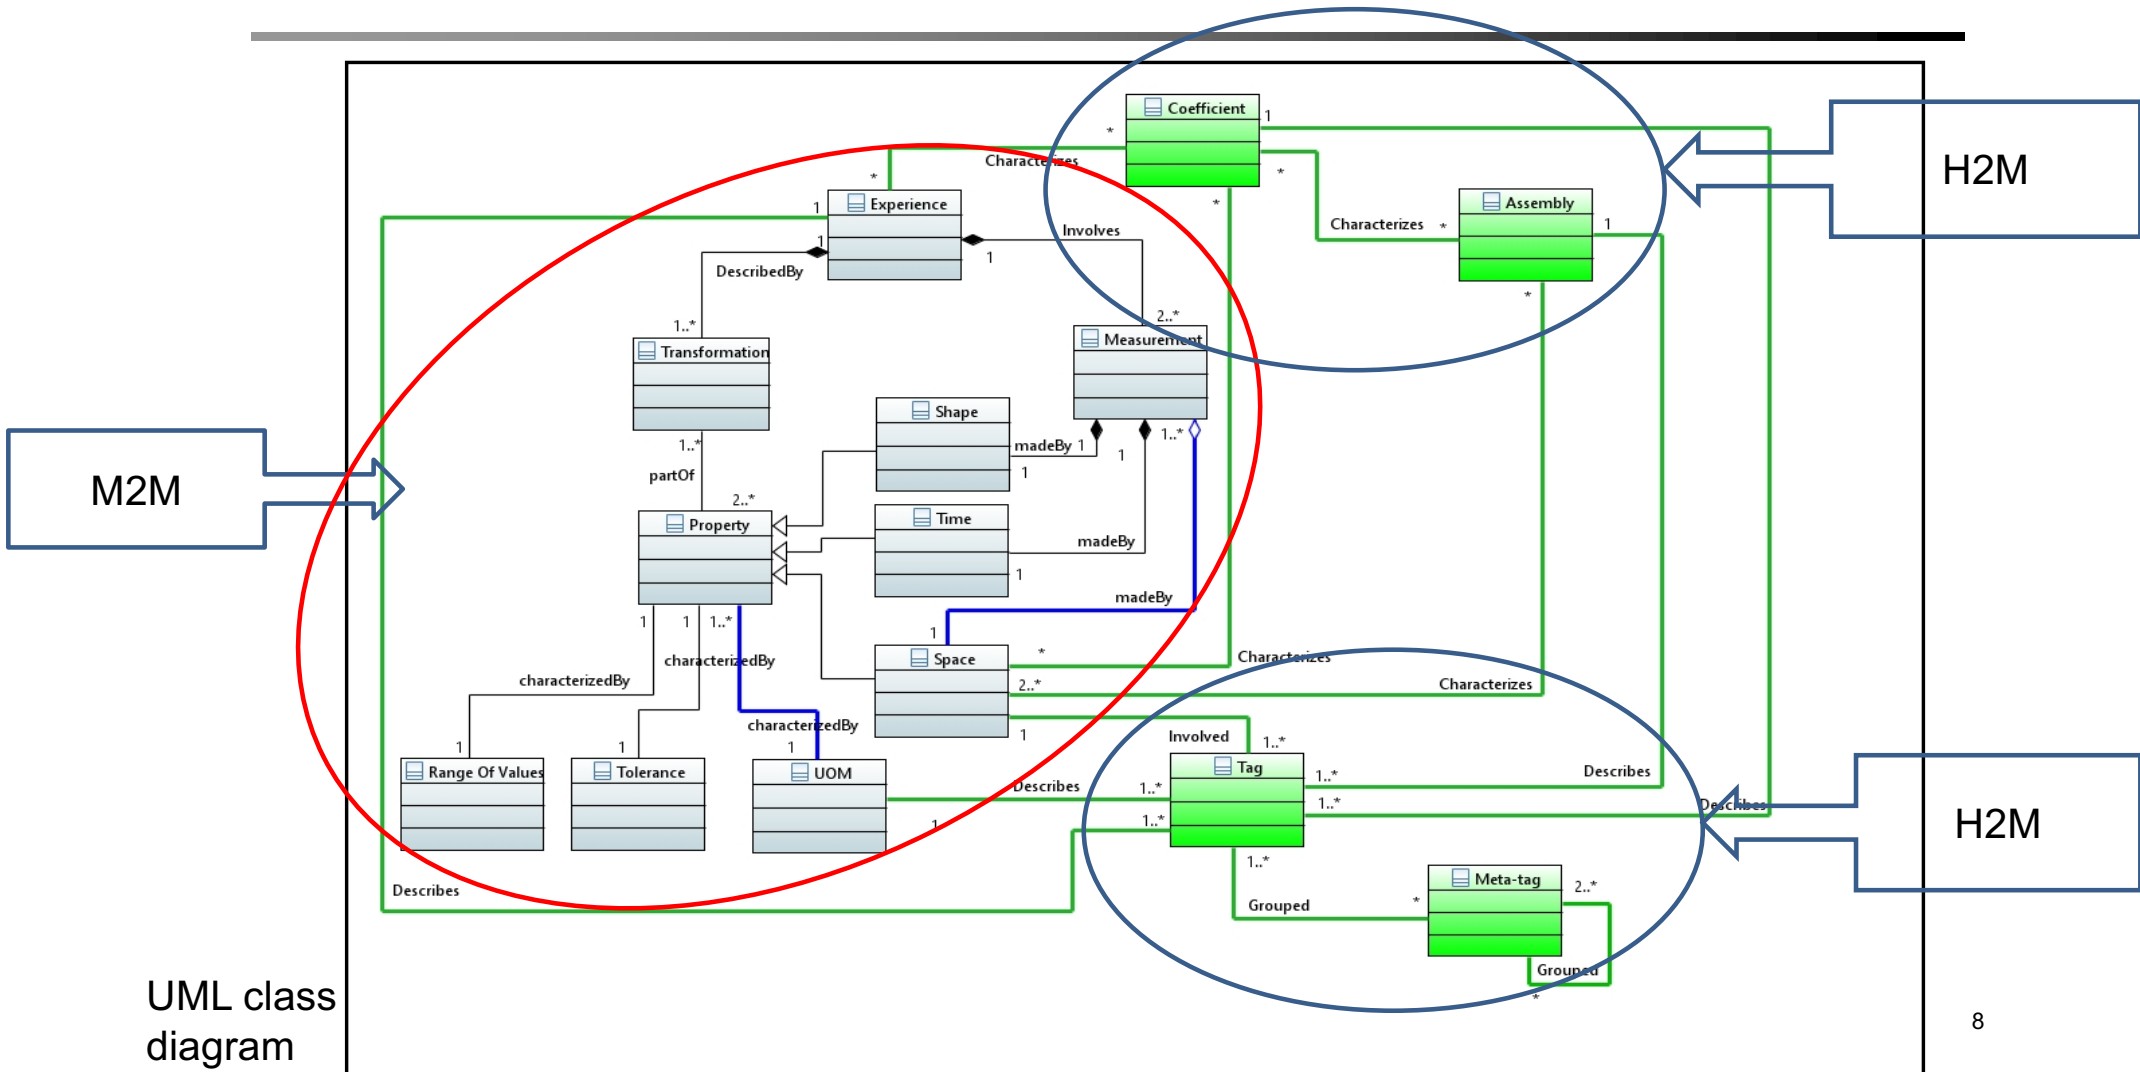 Coefficient
1
*
Characterizes
*
*
*
H2M
Experience
1
1
Involves
1
DescribedBy
Characterizes
*
Assembly
1
*
1..*
Transformation
2..*
Measurement
1..*
partOf
2..*
Shape
madeBy
1
1
1
1..*
M2M
Property
Time
madeBy
1
madeBy
1
1
1
1..*
characterizedBy
characterizedBy
characterizedBy
Space
*
2..*
1
Characterizes
Characterizes
1
1
1
Range Of Values
Tolerance
UOM
Involved
1..*
Tag
Describes
1
1..*
1..*
1..*
1..*
Describes
Describes
H2M
Describes
1..*
Grouped
*
Meta-tag
2..*
Grouped
*
UML class
diagram
8